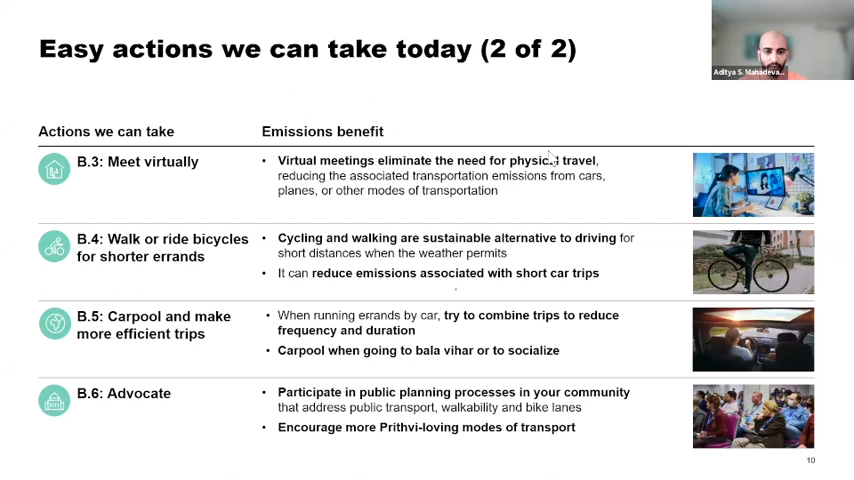 Easy actions we can take today (2 of 2)
Aditya S. Mahadeva...
Actions we can take
Emissions benefit
B.3: Meet virtually
• Virtual meetings eliminate the need for physical travel,
reducing the associated transportation emissions from cars,
planes, or other modes of transportation
B.4: Walk or ride bicycles
for shorter errands
• Cycling and walking are sustainable alternative to driving for
short distances when the weather permits
• It can reduce emissions associated with short car trips
B.5: Carpool and make
more efficient trips
• When running errands by car, try to combine trips to reduce
frequency and duration
• Carpool when going to bala vihar or to socialize
B.6: Advocate
• Participate in public planning processes in your community
that address public transport, walkability and bike lanes
• Encourage more Prithvi-loving modes of transport
10